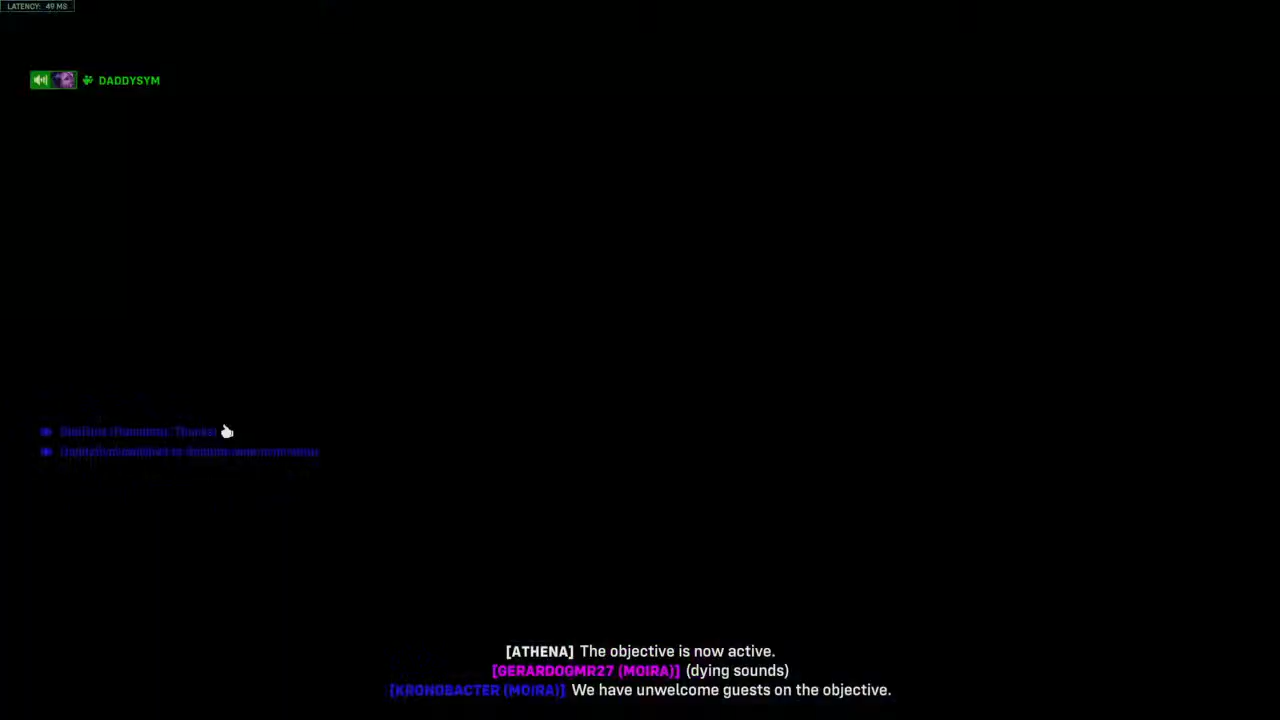 LATENCY: 49 MS
DADDYSYM
[ATHENA] The objective is now active.
[GERARDOGMR27 (MOIRA)] (dying sounds)
[KRONOBACTER (MOIRA)] We have unwelcome guests on the objective.